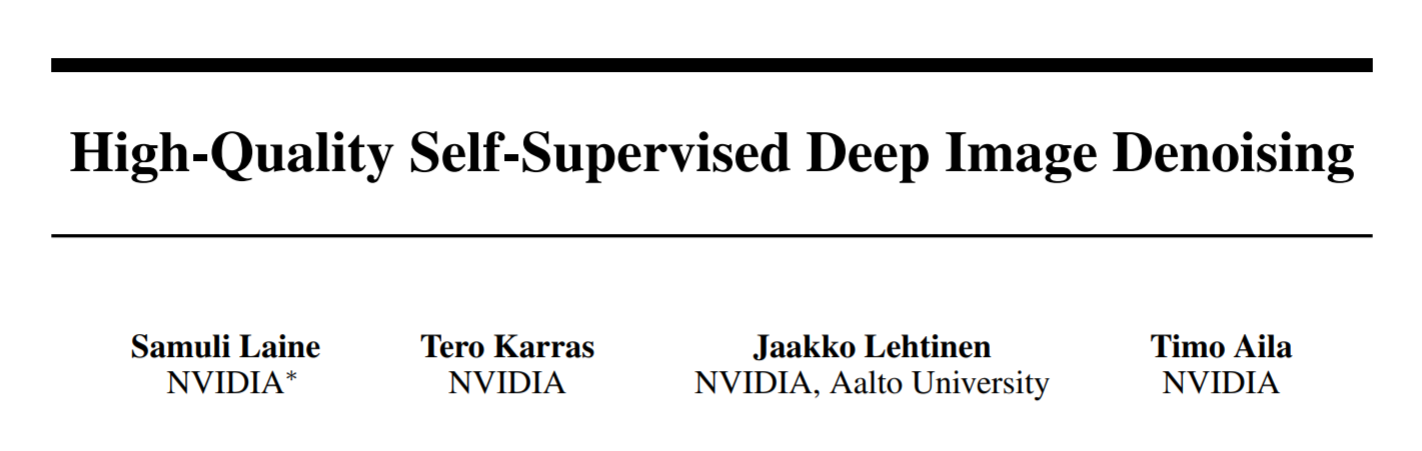 High-Quality Self-Supervised Deep Image Denoising
Samuli Laine Tero Karras Jaakko Lehtinen Timo Aila
NVIDIA* NVIDIA NVIDIA, Aalto University NVIDIA